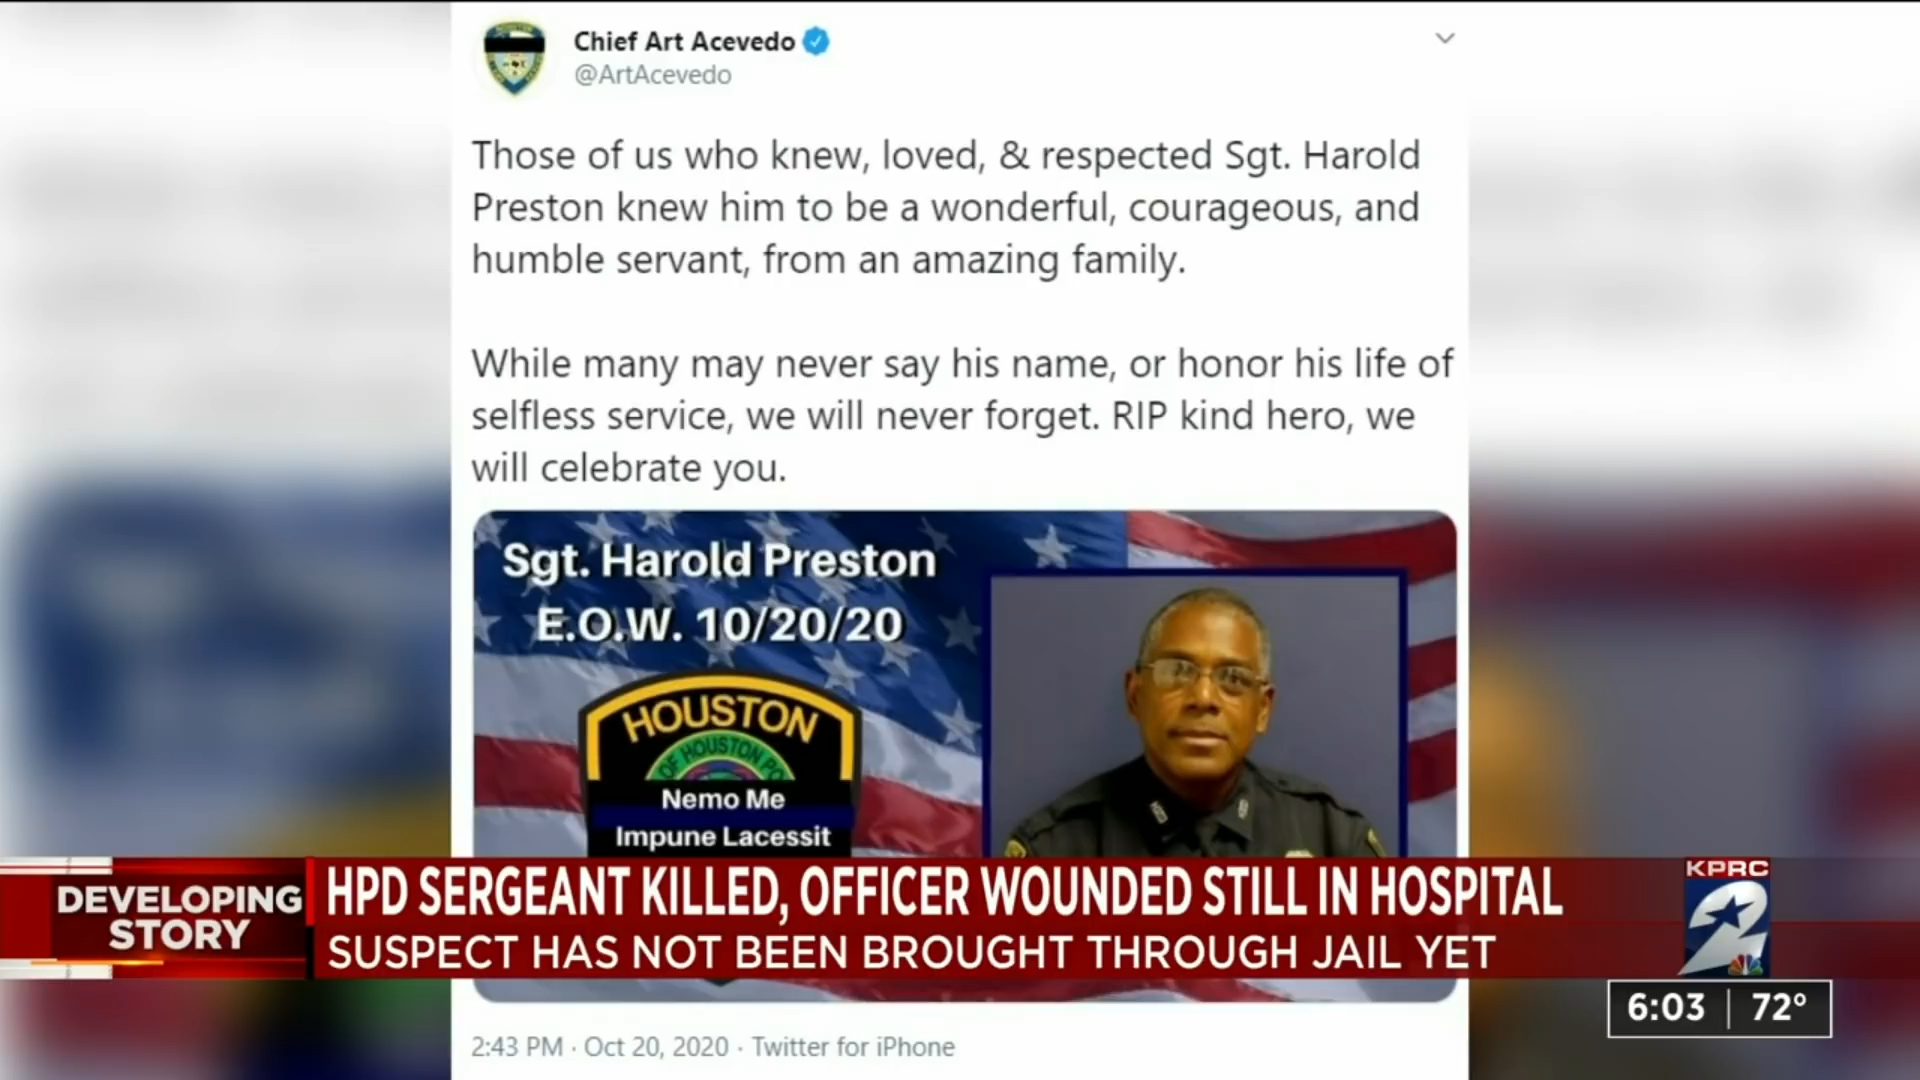 Chief Art Acevedo
@ArtAcevedo
Those of us who knew, loved, & respected Sgt. Harold
Preston knew him to be a wonderful, courageous, and
humble servant, from an amazing family.
While many may never say his name, or honor his life of
selfless service, we will never forget. RIP kind hero, we
will celebrate you.
Sgt. Harold Preston
E.O.W. 10/20/20
HOUSTON
OF HOUSTON PO
Nemo Me
Impune Lacessit
DEVELOPING
STORY
HPD SERGEANT KILLED, OFFICER WOUNDED STILL IN HOSPITAL
SUSPECT HAS NOT BEEN BROUGHT THROUGH JAIL YET
KPRC
2
6:03 | 72°
2:43 PM · Oct 20, 2020 · Twitter for iPhone